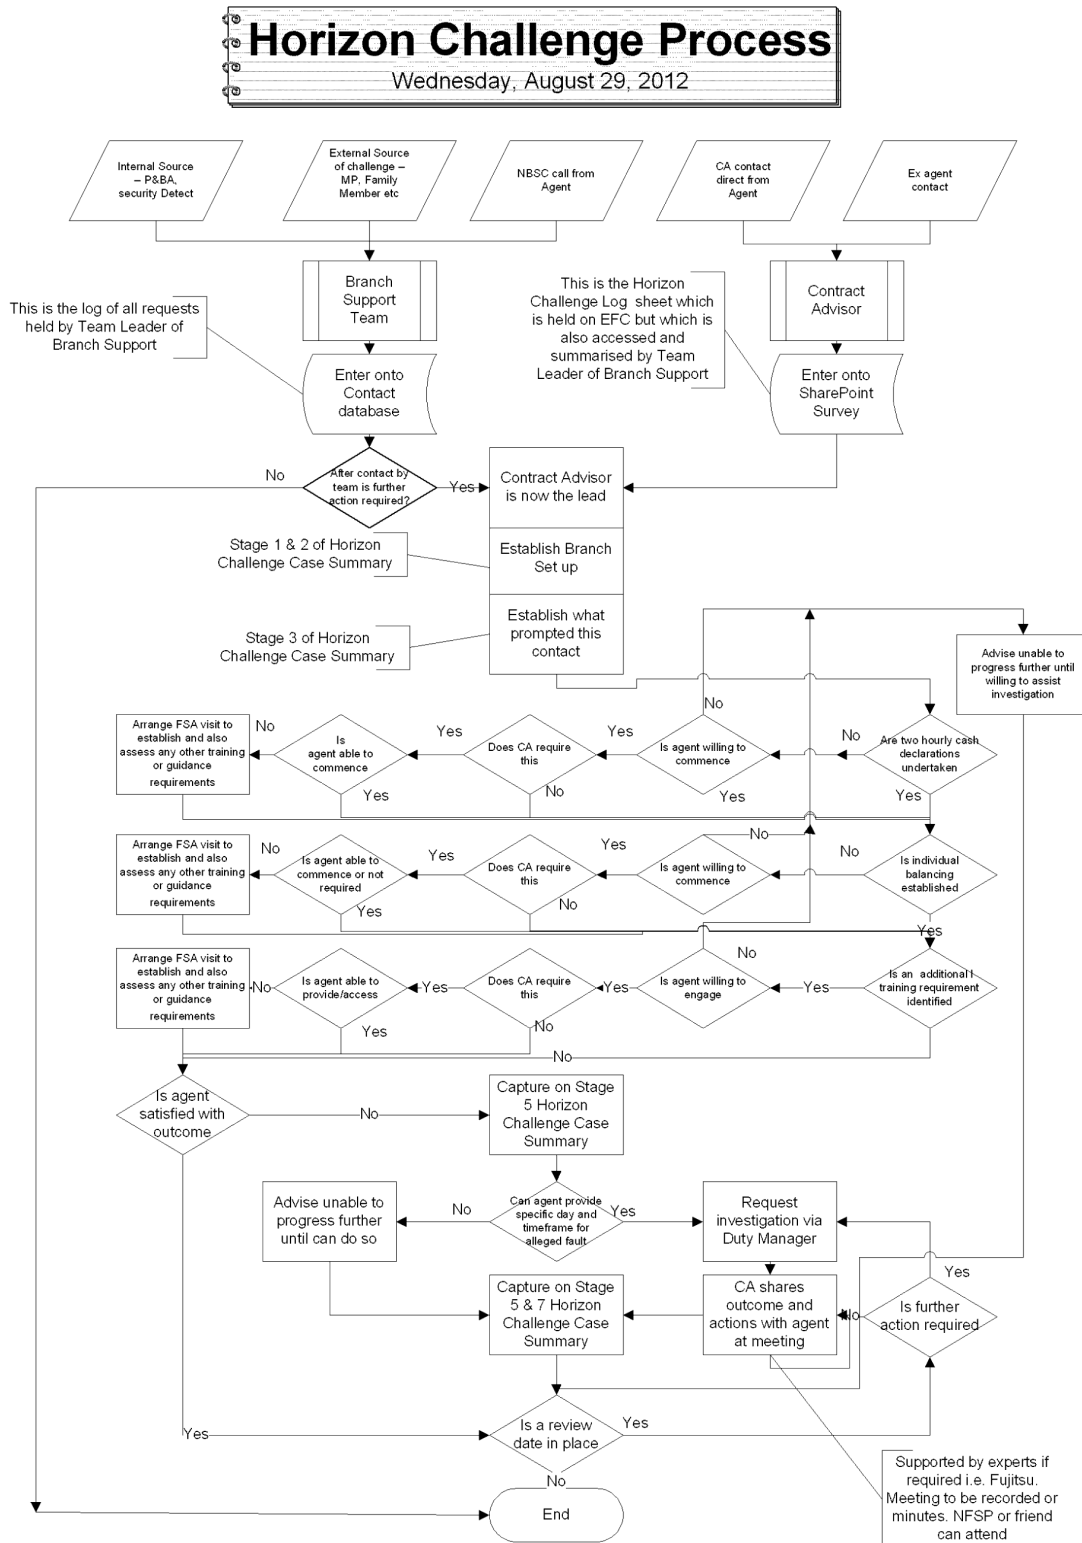 Horizon Challenge Process
Wednesday, August 29, 2012
Internal Source
– P&BA,
security Detect
External Source
of challenge –
MP, Family
Member etc
NBSC call from
Agent
CA contact
direct from
Agent
Ex agent
contact
Branch
Support
Team
This is the Horizon
Challenge Log sheet which
is held on EFC but which is
also accessed and
summarised by Team
Leader of Branch Support
Contract
Advisor
This is the log of all requests
held by Team Leader of
Branch Support
Enter onto
Contact
database
Enter onto
SharePoint
Survey
No
After contact by
team is further
action required?
Yes
Contract Advisor
is now the lead
Stage 1 & 2 of Horizon
Challenge Case Summary
Establish Branch
Set up
Stage 3 of Horizon
Challenge Case Summary
Establish what
prompted this
contact
Advise unable to
progress further until
willing to assist
investigation
Arrange FSA visit to
establish and also
assess any other training
or guidance
requirements
No
Is
agent able to
commence
Yes
Yes
Does CA require
this
No
Yes
Is agent willing to
commence
No
Yes
No
Are two hourly cash
declarations
undertaken
Yes
Arrange FSA visit to
establish and also
assess any other training
or guidance
requirements
No
Is agent able to
commence or not
required
Yes
Yes
Does CA require
this
No
Yes
Is agent willing to
commence
No
No
Is individual
balancing
established
Yes
Arrange FSA visit to
establish and also
assess any other training
or guidance
requirements
No
Is agent able to
provide/access
Yes
Yes
Does CA require
this
No
Yes
Is agent willing to
engage
No
Yes
Is an additional l
training requirement
identified
No
Is agent
satisfied with
outcome
No
Capture on Stage
5 Horizon
Challenge Case
Summary
Advise unable to
progress further
until can do so
No
Can agent provide
specific day and
timeframe for
alleged fault
Yes
Request
investigation via
Duty Manager
Capture on Stage
5 & 7 Horizon
Challenge Case
Summary
CA shares
outcome and
actions with agent
at meeting
No
Is further
action required
Yes
Yes
Is a review
date in place
Yes
No
End
Supported by experts if
required i.e. Fujitsu.
Meeting to be recorded or
minutes. NFSP or friend
can attend